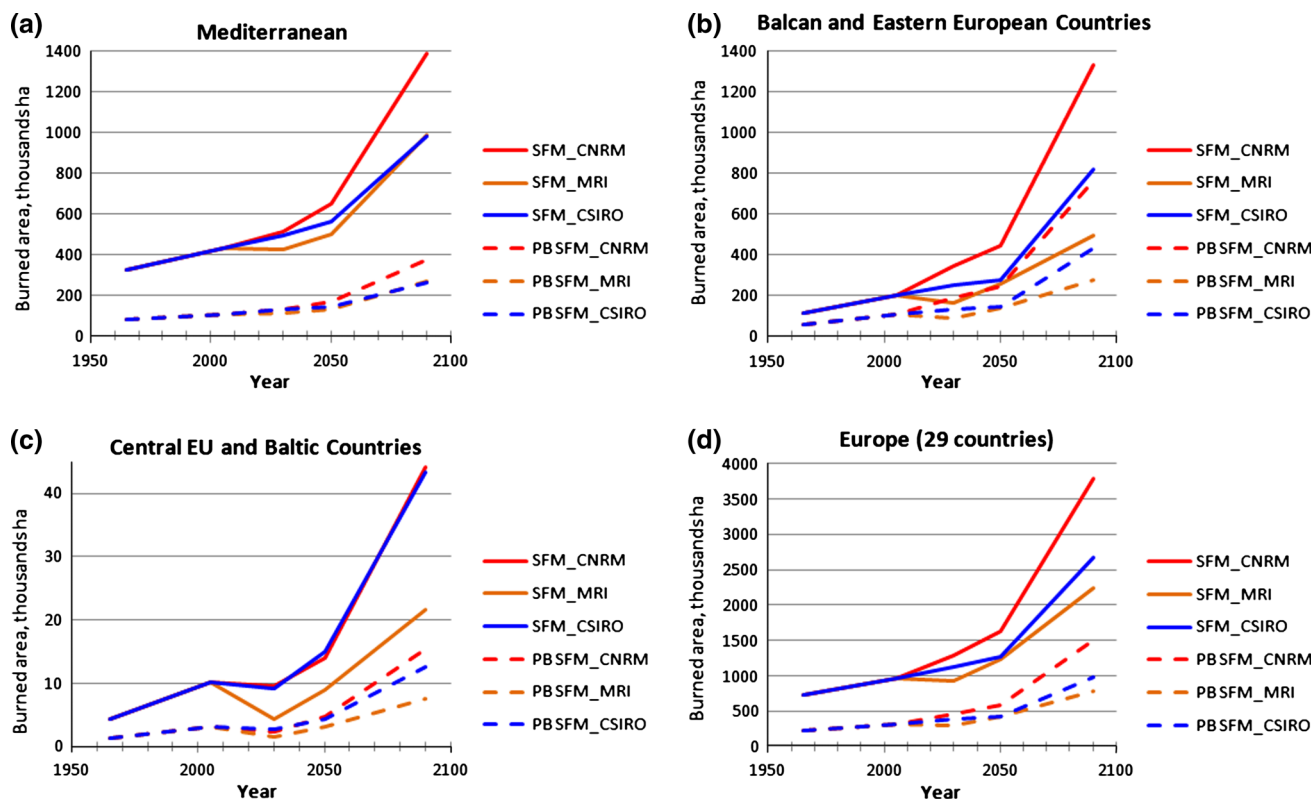 (a)
Mediterranean
Burned area, thousands ha
1400
1200
1000
800
600
400
200
0
1950
2000
2050
2100
Year
SFM_CNRM
SFM_MRI
SFM_CSIRO
PBSFM_CNRM
PBSFM_MRI
PBSFM_CSIRO
(b)
Balcan and Eastern European Countries
Burned area, thousands ha
1400
1200
1000
800
600
400
200
0
1950
2000
2050
2100
Year
SFM_CNRM
SFM_MRI
SFM_CSIRO
PBSFM_CNRM
PBSFM_MRI
PBSFM_CSIRO
(c)
Central EU and Baltic Countries
Burned area, thousands ha
40
30
20
10
0
1950
2000
2050
2100
Year
SFM_CNRM
SFM_MRI
SFM_CSIRO
PBSFM_CNRM
PBSFM_MRI
PBSFM_CSIRO
(d)
Europe (29 countries)
Burned area, thousands ha
4000
3500
3000
2500
2000
1500
1000
500
0
1950
2000
2050
2100
Year
SFM_CNRM
SFM_MRI
SFM_CSIRO
PBSFM_CNRM
PBSFM_MRI
PBSFM_CSIRO